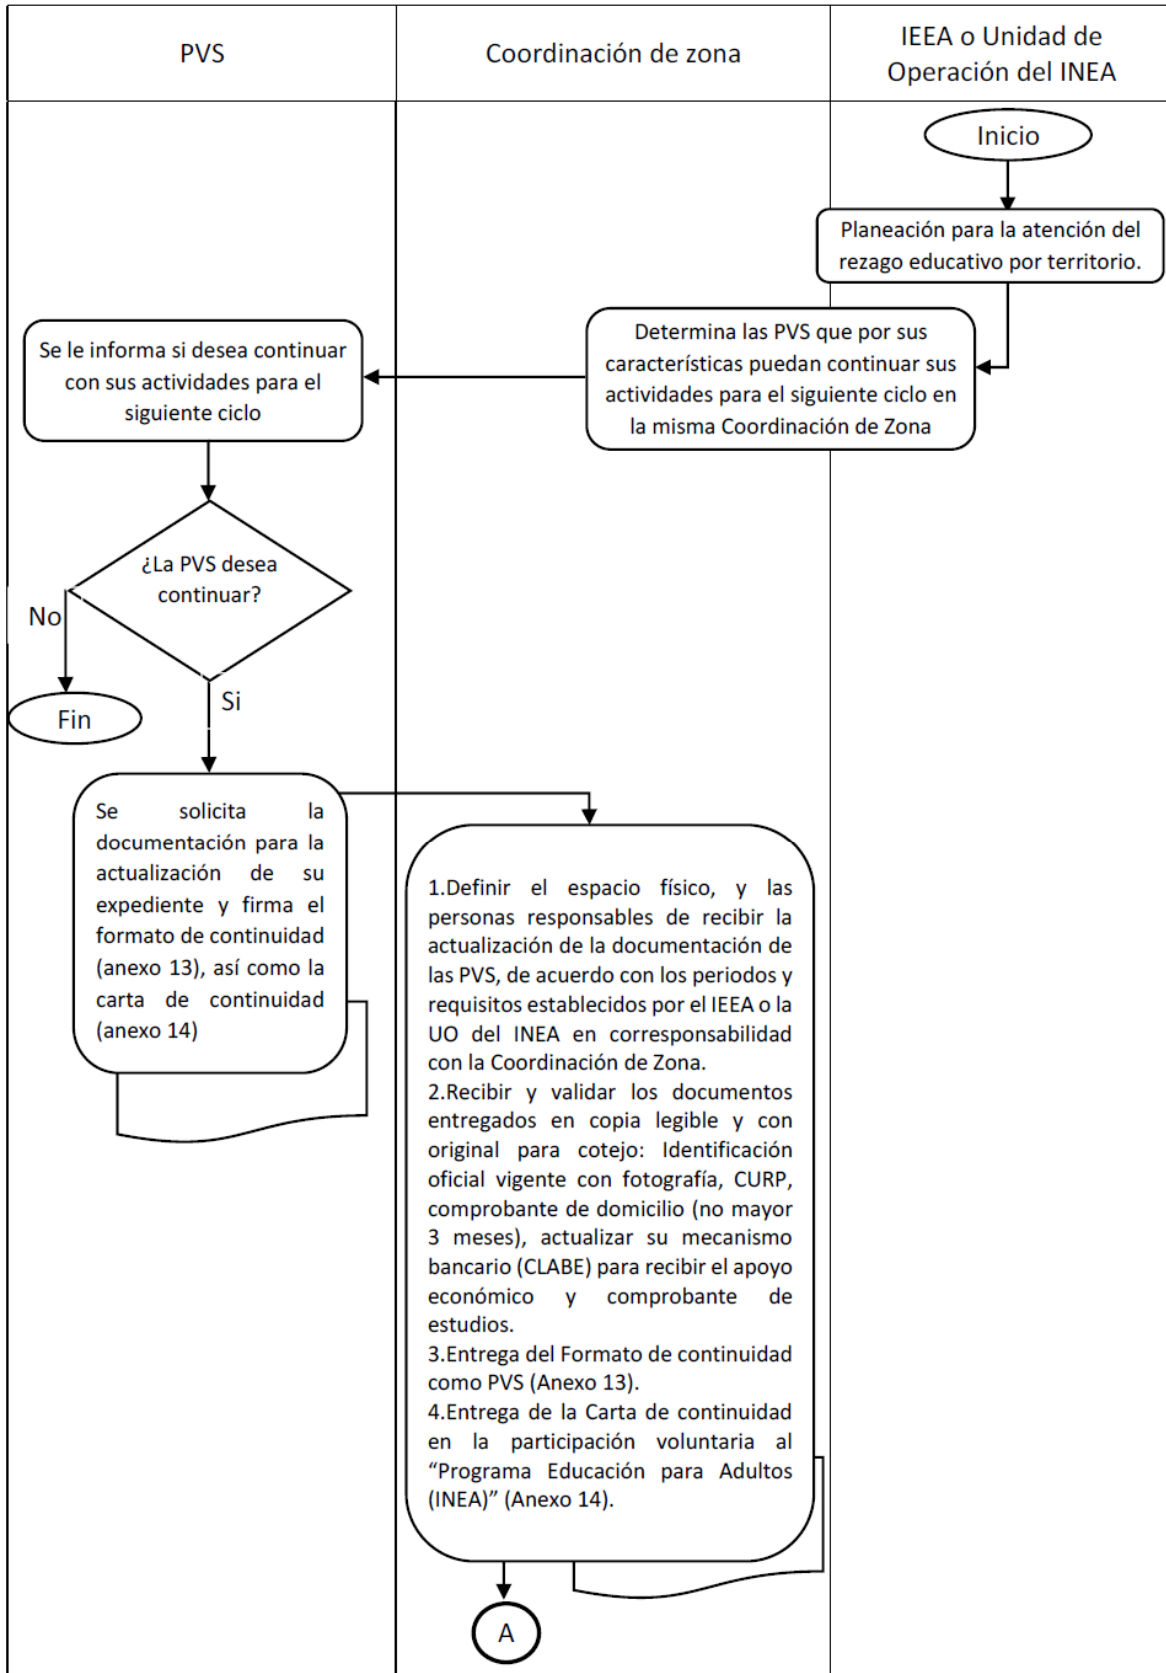 PVS
Coordinación de zona
IEEA o Unidad de
Operación del INEA
Inicio
Planeación para la atención del
rezago educativo por territorio.
Determina las PVS que por sus
características puedan continuar sus
actividades para el siguiente ciclo en
la misma Coordinación de Zona
Se le informa si desea continuar
con sus actividades para el
siguiente ciclo
¿La PVS desea
continuar?
No
Fin
Si
Se solicita la
documentación para la
actualización de su
expediente y firma el
formato de continuidad
(anexo 13), así como la
carta de continuidad
(anexo 14)
1.Definir el espacio físico, y las
personas responsables de recibir la
actualización de la documentación de
las PVS, de acuerdo con los periodos y
requisitos establecidos por el IEEA o la
UO del INEA en corresponsabilidad
con la Coordinación de Zona.
2.Recibir y validar los documentos
entregados en copia legible y con
original para cotejo: Identificación
oficial vigente con fotografía, CURP,
comprobante de domicilio (no mayor
3 meses), actualizar su mecanismo
bancario (CLABE) para recibir el apoyo
económico y comprobante de
estudios.
3.Entrega del Formato de continuidad
como PVS (Anexo 13).
4.Entrega de la Carta de continuidad
en la participación voluntaria al
“Programa Educación para Adultos
(INEA)” (Anexo 14).
A